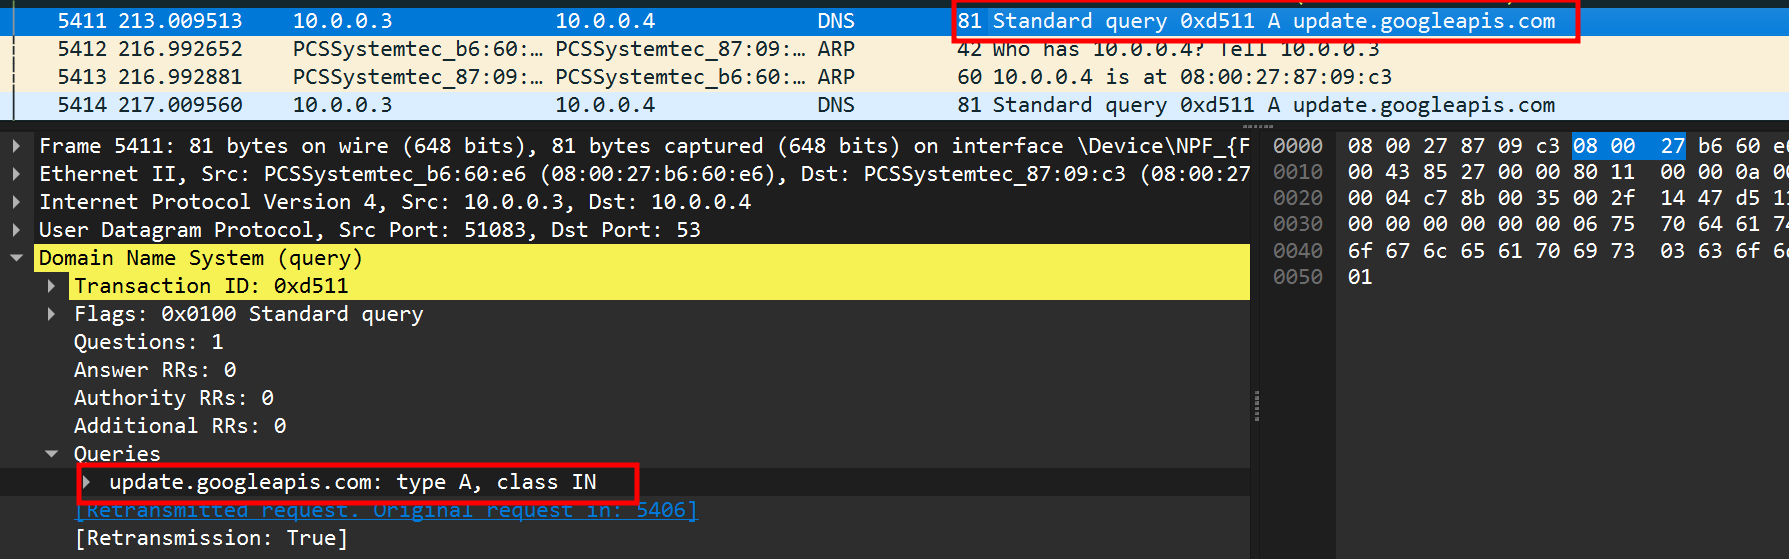 5411 213.009513 10.0.0.3 10.0.0.4 DNS 81 Standard query 0xd511 A update.googleapis.com
5412 216.992652 PCSSystemtec_b6:60:… PCSSystemtec_87:09:… ARP 42 Who has 10.0.0.4? Tell 10.0.0.3
5413 216.992881 PCSSystemtec_87:09:… PCSSystemtec_b6:60:… ARP 60 10.0.0.4 is at 08:00:27:87:09:c3
5414 217.009560 10.0.0.3 10.0.0.4 DNS 81 Standard query 0xd511 A update.googleapis.com
Frame 5411: 81 bytes on wire (648 bits), 81 bytes captured (648 bits) on interface \Device\NPF_{F
Ethernet II, Src: PCSSystemtec_b6:60:e6 (08:00:27:b6:60:e6), Dst: PCSSystemtec_87:09:c3 (08:00:27
Internet Protocol Version 4, Src: 10.0.0.3, Dst: 10.0.0.4
User Datagram Protocol, Src Port: 51083, Dst Port: 53
Domain Name System (query)
Transaction ID: 0xd511
Flags: 0x0100 Standard query
Questions: 1
Answer RRs: 0
Authority RRs: 0
Additional RRs: 0
Queries
update.googleapis.com: type A, class IN
[Retransmitted request. Original request in: 5406]
[Retransmission: True]
0000 08 00 27 87 09 c3 08 00 27 b6 60 e6
0010 00 43 85 27 00 00 80 11 00 00 0a 00
0020 00 04 c7 8b 00 35 00 2f 14 47 d5 11
0030 00 00 00 00 00 00 06 75 70 64 61 74
0040 6f 67 6c 65 61 70 69 73 03 63 6f 6d
0050 01